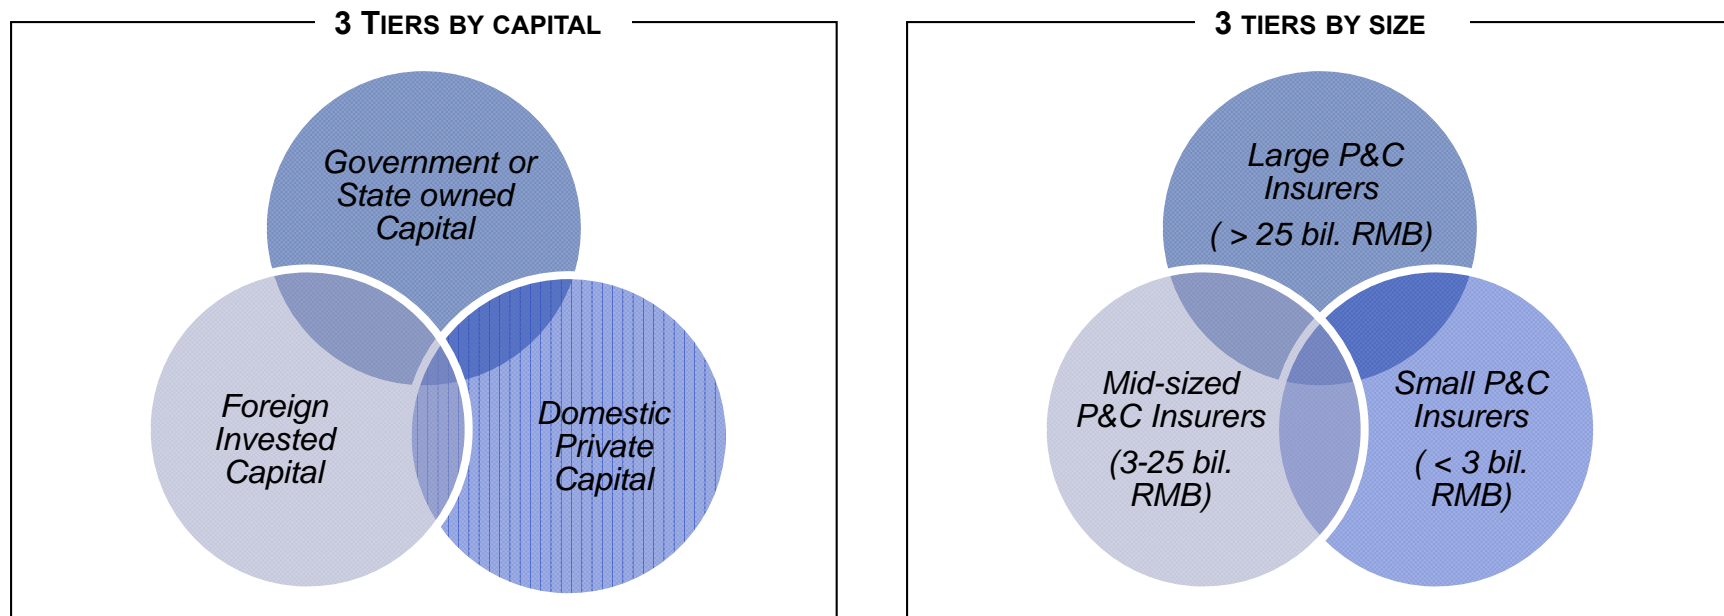 3 TIERS BY CAPITAL
Government or
State owned
Capital
Foreign
Invested
Capital
Domestic
Private
Capital
3 TIERS BY SIZE
Large P&C
Insurers
( > 25 bil. RMB)
Mid-sized
P&C Insurers
(3-25 bil.
RMB)
Small P&C
Insurers
( < 3 bil.
RMB)